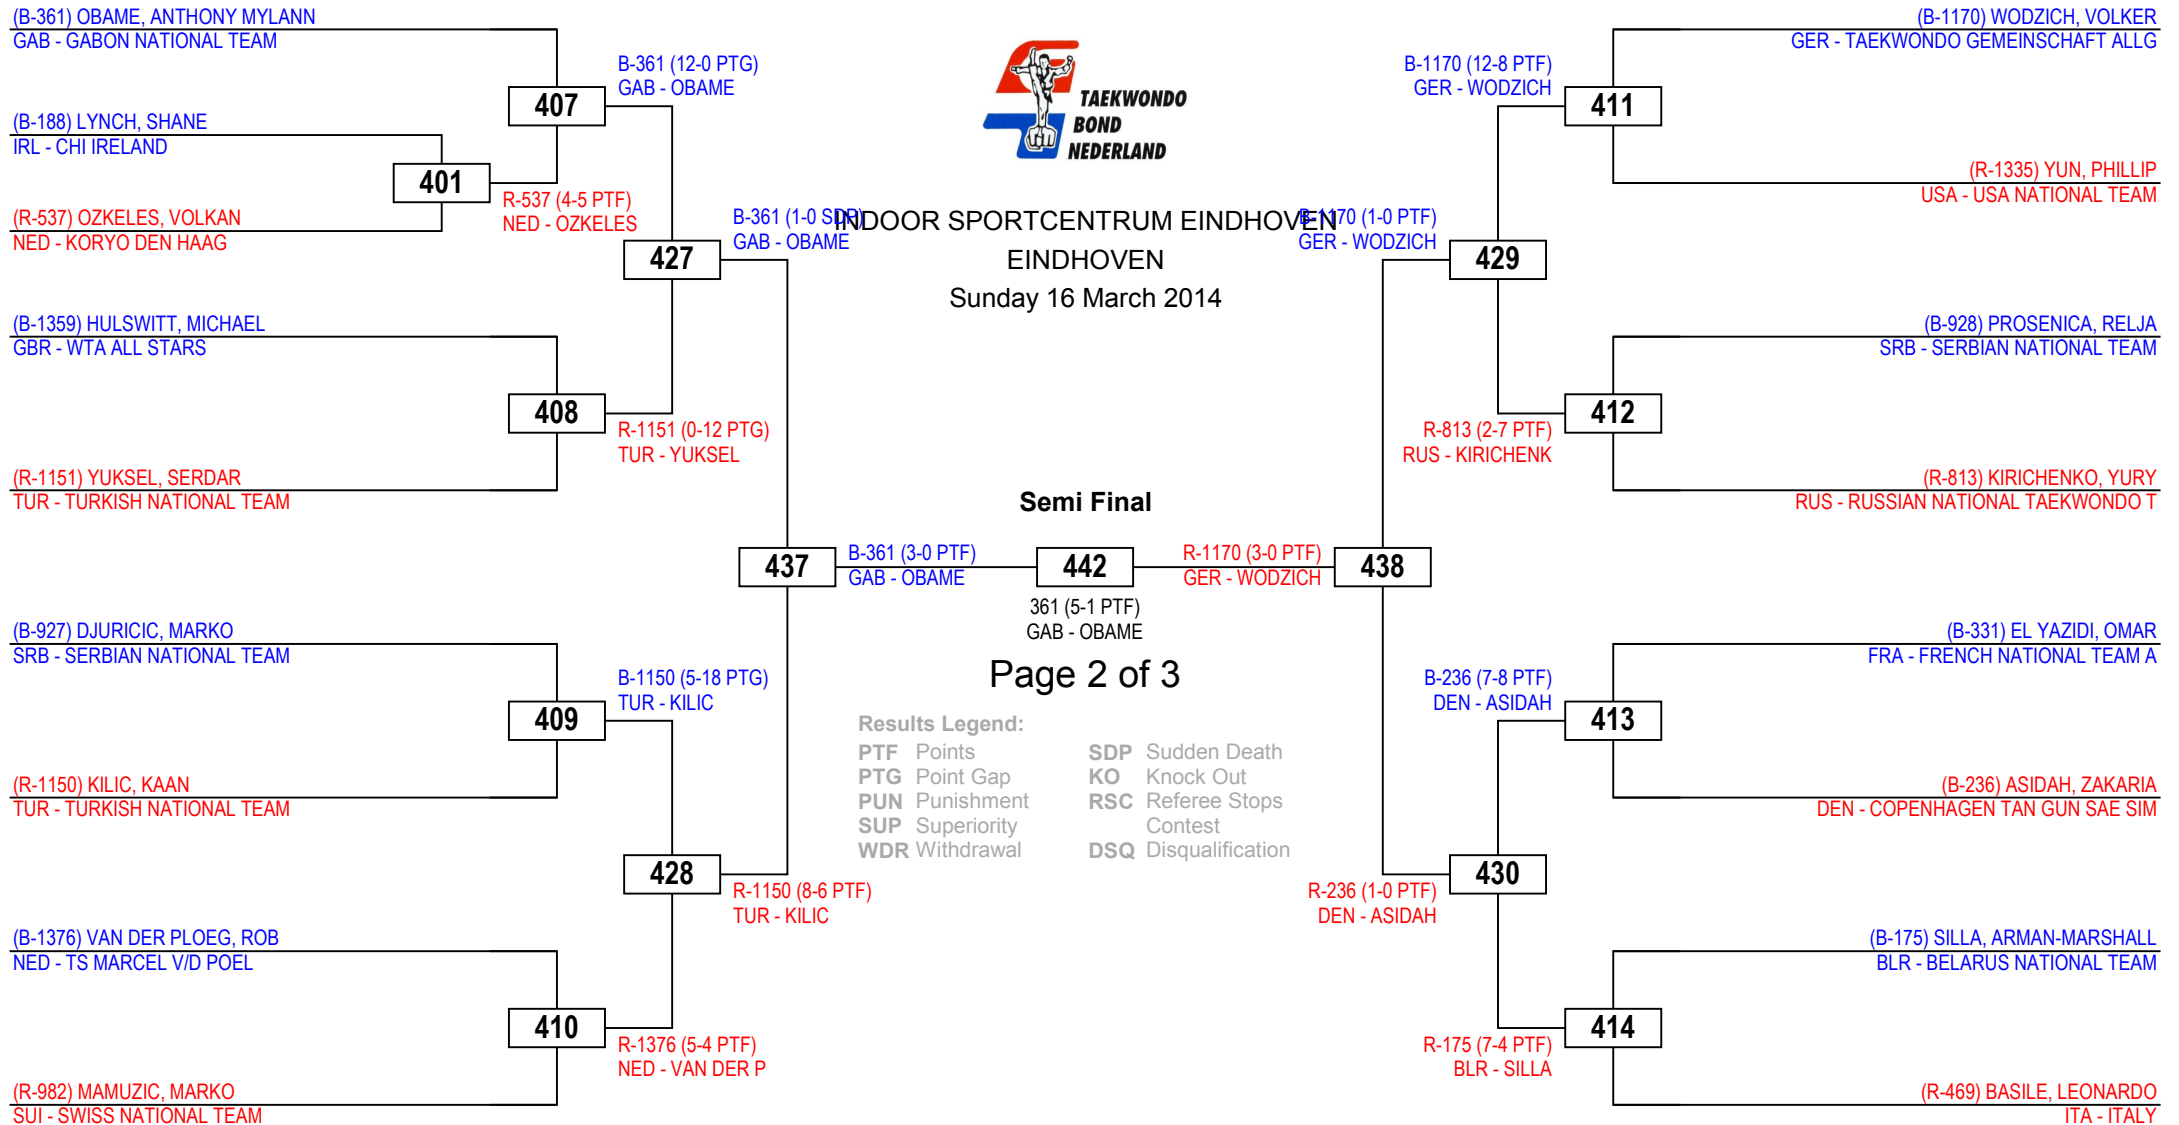 (B-361) OBAME, ANTHONY MYLANN
GAB - GABON NATIONAL TEAM
B-361 (12-0 PTG)
GAB - OBAME
407
(B-188) LYNCH, SHANE
IRL - CHI IRELAND
401
R-537 (4-5 PTF)
NED - OZKELES
(R-537) OZKELES, VOLKAN
NED - KORYO DEN HAAG
B-361 (1-0 SDP)
GAB - OBAME
427
(B-1359) HULSWITT, MICHAEL
GBR - WTA ALL STARS
408
R-1151 (0-12 PTG)
TUR - YUKSEL
(R-1151) YUKSEL, SERDAR
TUR - TURKISH NATIONAL TEAM
437
B-361 (3-0 PTF)
GAB - OBAME
(B-927) DJURICIC, MARKO
SRB - SERBIAN NATIONAL TEAM
B-1150 (5-18 PTG)
TUR - KILIC
409
(R-1150) KILIC, KAAN
TUR - TURKISH NATIONAL TEAM
428
R-1150 (8-6 PTF)
TUR - KILIC
(B-1376) VAN DER PLOEG, ROB
NED - TS MARCEL V/D POEL
410
R-1376 (5-4 PTF)
NED - VAN DER P
(R-982) MAMUZIC, MARKO
SUI - SWISS NATIONAL TEAM
TAEKWONDO
BOND
NEDERLAND
INDOOR SPORTCENTRUM EINDHOVEN
EINDHOVEN
Sunday 16 March 2014
Semi Final
442
361 (5-1 PTF)
GAB - OBAME
Page 2 of 3
Results Legend:
PTF Points SDP Sudden Death
PTG Point Gap KO Knock Out
PUN Punishment RSC Referee Stops
SUP Superiority Contest
WDR Withdrawal DSQ Disqualification
(B-1170) WODZICH, VOLKER
GER - TAEKWONDO GEMEINSCHAFT ALLG
B-1170 (12-8 PTF)
GER - WODZICH
411
(R-1335) YUN, PHILLIP
USA - USA NATIONAL TEAM
B-1170 (1-0 PTF)
GER - WODZICH
429
(B-928) PROSENICA, RELJA
SRB - SERBIAN NATIONAL TEAM
412
R-813 (2-7 PTF)
RUS - KIRICHENK
(R-813) KIRICHENKO, YURY
RUS - RUSSIAN NATIONAL TAEKWONDO T
R-1170 (3-0 PTF)
GER - WODZICH
438
(B-331) EL YAZIDI, OMAR
FRA - FRENCH NATIONAL TEAM A
B-236 (7-8 PTF)
DEN - ASIDAH
413
(B-236) ASIDAH, ZAKARIA
DEN - COPENHAGEN TAN GUN SAE SIM
430
R-236 (1-0 PTF)
DEN - ASIDAH
(B-175) SILLA, ARMAN-MARSHALL
BLR - BELARUS NATIONAL TEAM
414
R-175 (7-4 PTF)
BLR - SILLA
(R-469) BASILE, LEONARDO
ITA - ITALY